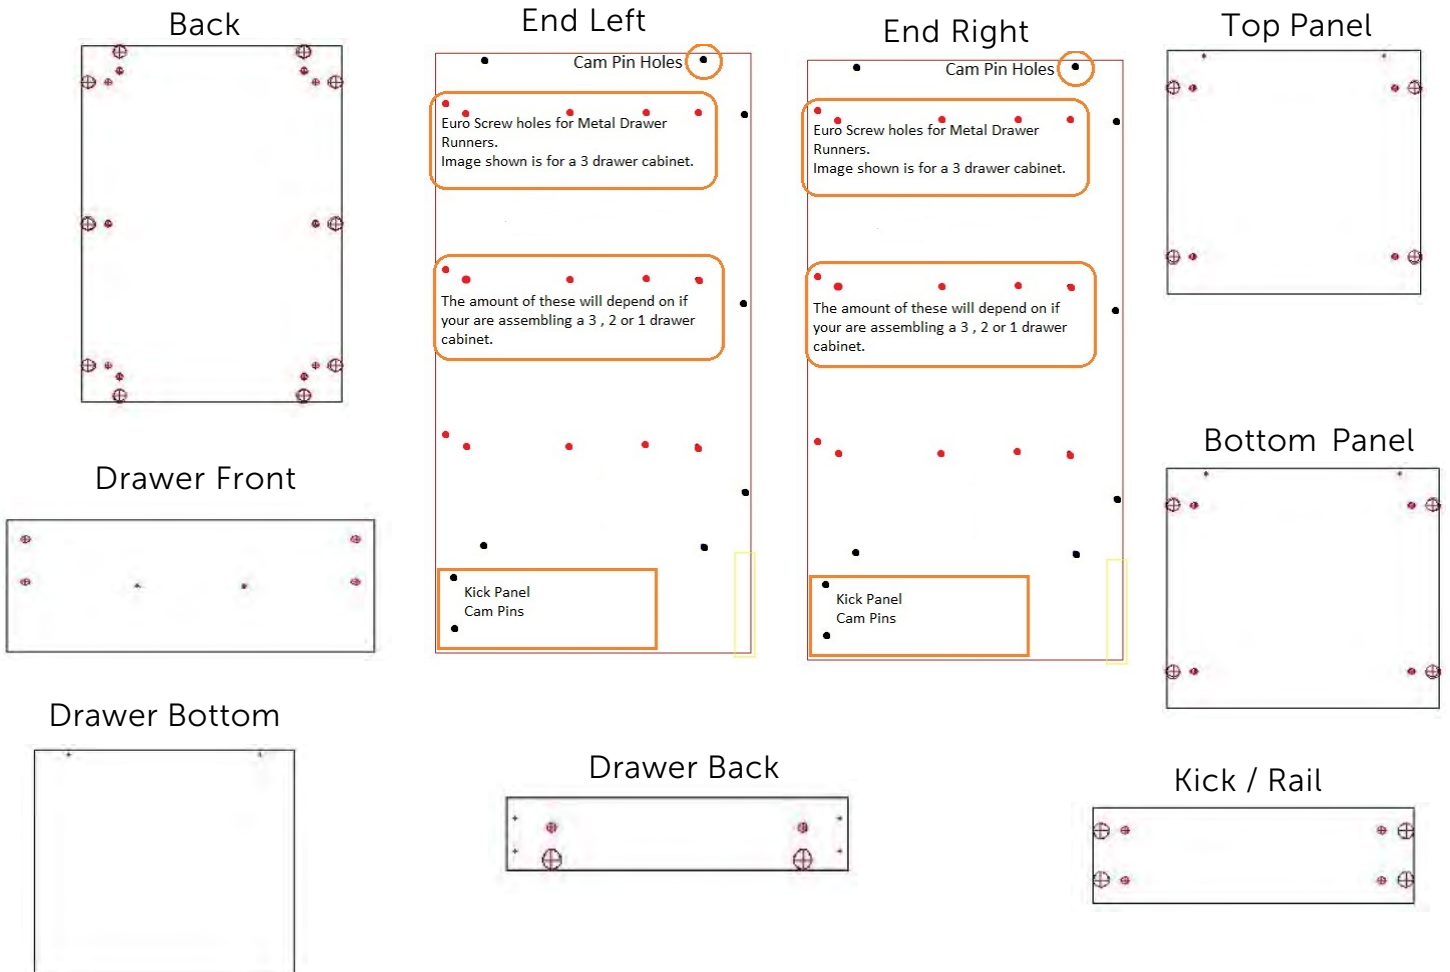 Back
End Left
End Right
Top Panel
Cam Pin Holes
Euro Screw holes for Metal Drawer
Runners.
Image shown is for a 3 drawer cabinet.
The amount of these will depend on if
your are assembling a 3 , 2 or 1 drawer
cabinet.
Kick Panel
Cam Pins
Cam Pin Holes
Euro Screw holes for Metal Drawer
Runners.
Image shown is for a 3 drawer cabinet.
The amount of these will depend on if
your are assembling a 3 , 2 or 1 drawer
cabinet.
Kick Panel
Cam Pins
Bottom Panel
Drawer Front
Drawer Bottom
Drawer Back
Kick / Rail